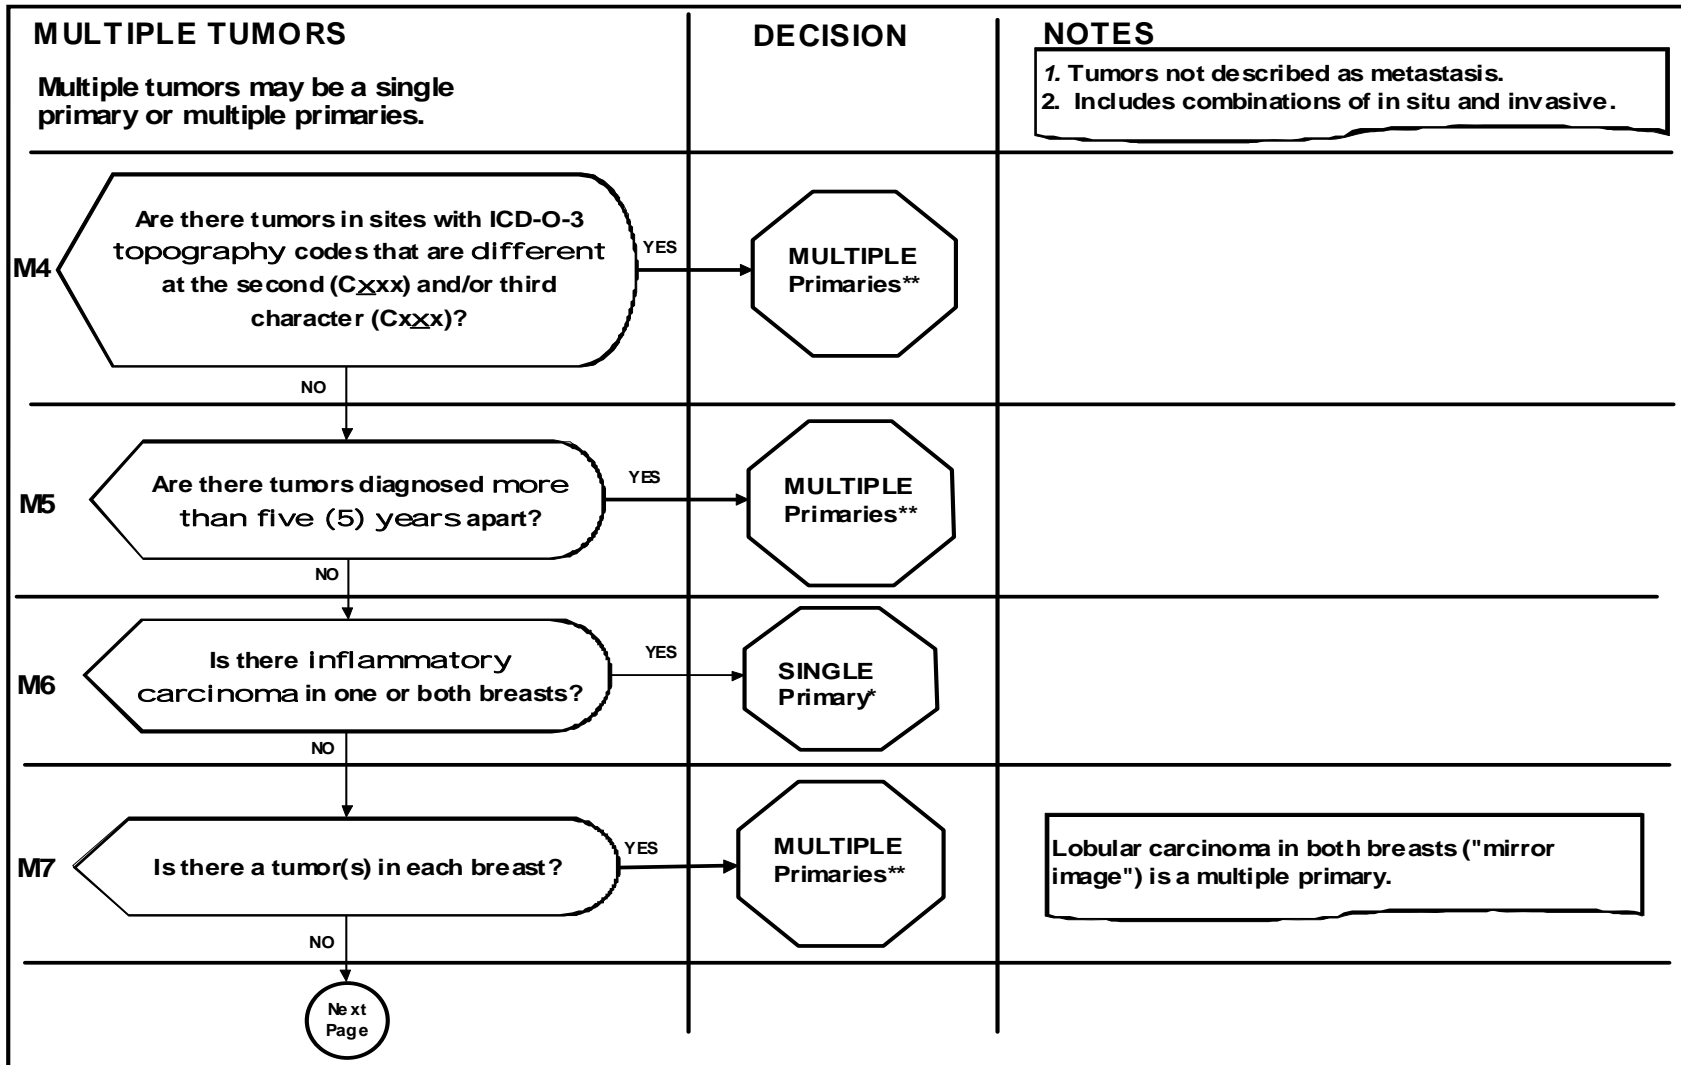 MULTIPLE TUMORS
DECISION
NOTES
Multiple tumors may be a single
primary or multiple primaries.
1. Tumors not described as metastasis.
2. Includes combinations of in situ and invasive.
M4
Are there tumors in sites with ICD-O-3
topography codes that are different
at the second (Cxxx) and/or third
character (Cxxx)?
YES
MULTIPLE
Primaries**
NO
M5
Are there tumors diagnosed more
than five (5) years apart?
YES
MULTIPLE
Primaries**
NO
M6
Is there inflammatory
carcinoma in one or both breasts?
YES
SINGLE
Primary*
NO
M7
Is there a tumor(s) in each breast?
YES
MULTIPLE
Primaries**
Lobular carcinoma in both breasts ("mirror
image") is a multiple primary.
NO
Next
Page